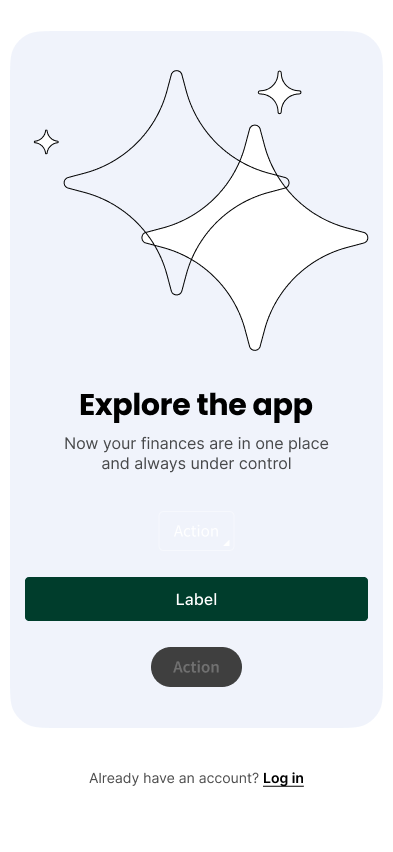 Explore the app
Now your finances are in one place
and always under control
Action
Label
Action
Already have an account? Log in